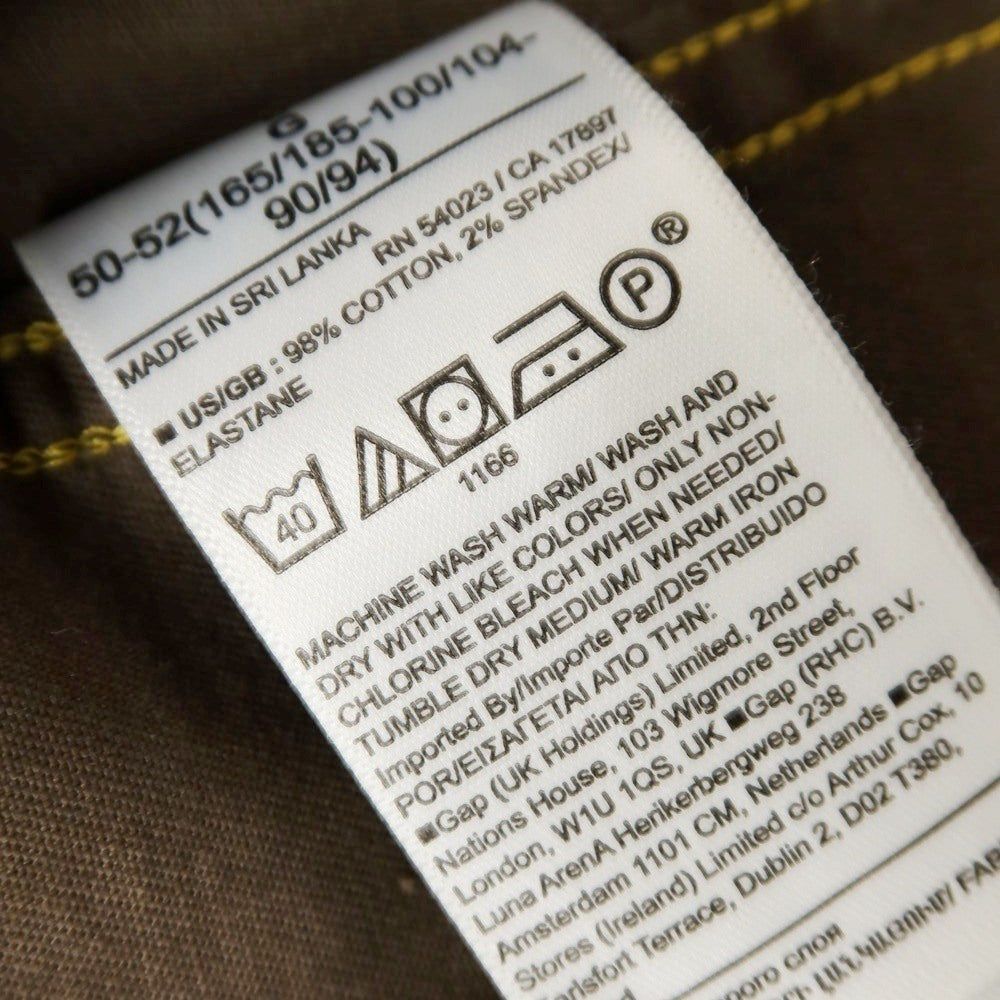 G
50-52(165/185-100/104-
90/94)
MADE IN SRI LANKA
RN 54023 / CA 17897
■ US/GB : 98% COTTON, 2% SPANDEX/
ELASTANE
40
P
®
1166
MACHINE WASH WARM/ WASH AND
DRY WITH LIKE COLORS/ ONLY NON-
CHLORINE BLEACH WHEN NEEDED/
TUMBLE DRY MEDIUM/ WARM IRON
Imported By/Importe Par/DISTRIBUIDO
POR/ΕΙΣΑΓΕΤΑΙ ΑΠΟ ΤΗΝ:
■Gap (UK Holdings) Limited, 2nd Floor
Nations House, 103 Wigmore Street,
London, W1U 1QS, UK ■Gap (RHC) B.V.
Luna ArenA Herikerbergweg 238
Amsterdam 1101 CM, Netherlands ■Gap
Stores (Ireland) Limited c/o Arthur Cox, 10
Terrace, Dublin 2, D02 T380,
слоя